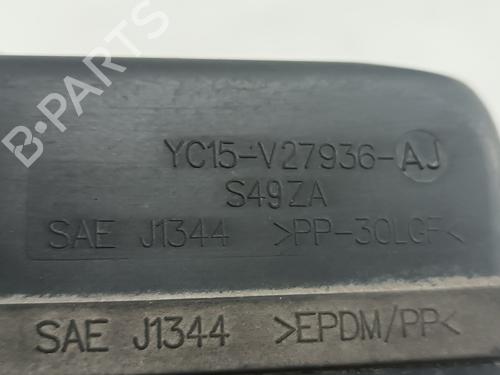 B-PARTS
YC15-V27936-AJ
S49ZA
SAE J1344 >PP-30LGF<
SAE J1344 >EPDM/PP<